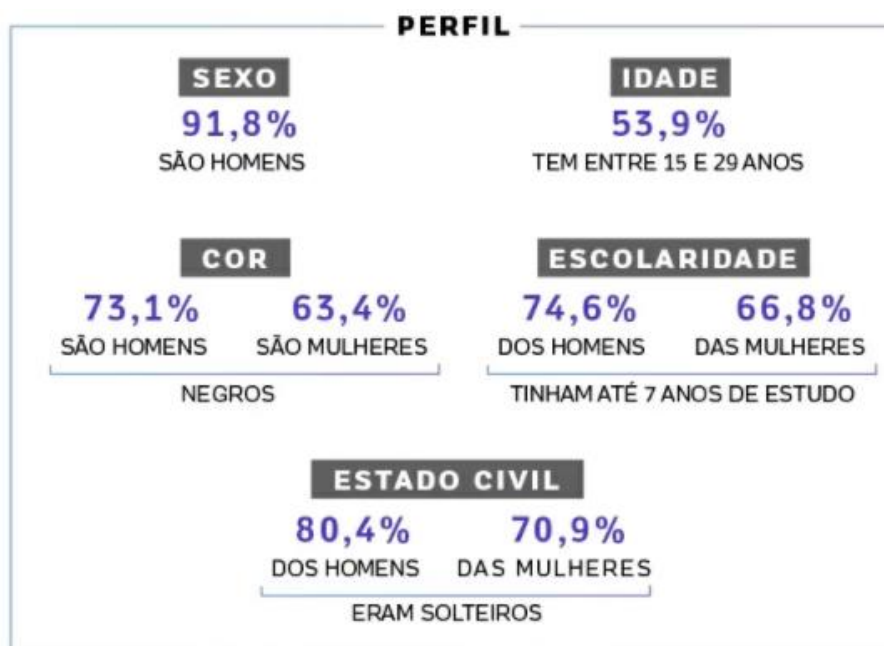 PERFIL
SEXO
91,8%
SÃO HOMENS
IDADE
53,9%
TEM ENTRE 15 E 29 ANOS
COR
73,1% 63,4%
SÃO HOMENS SÃO MULHERES
NEGROS
ESCOLARIDADE
74,6% 66,8%
DOS HOMENS DAS MULHERES
TINHAM ATÉ 7 ANOS DE ESTUDO
ESTADO CIVIL
80,4% 70,9%
DOS HOMENS DAS MULHERES
ERAM SOLTEIROS